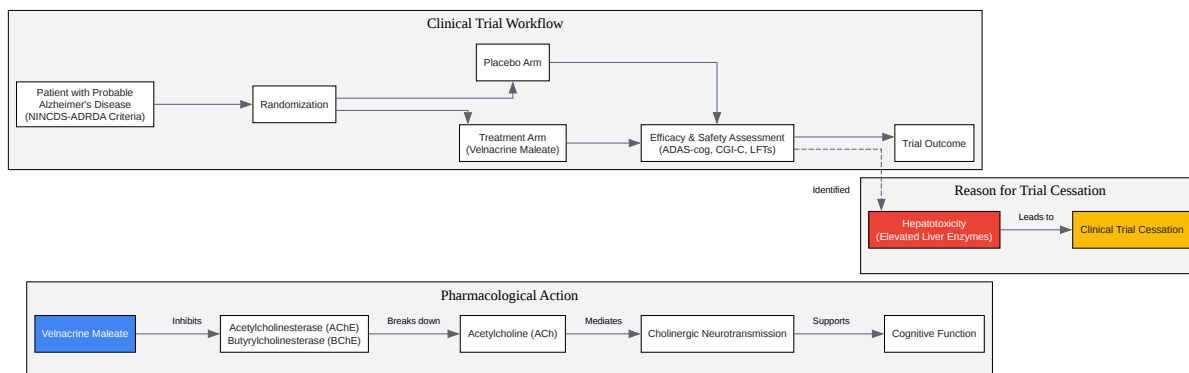 Clinical Trial Workflow
Placebo Arm
Patient with Probable
Alzheimer's Disease
(NINCDS-ADRDA Criteria)
Randomization
Treatment Arm
(Velnacrine Maleate)
Efficacy & Safety Assessment
(ADAS-cog, CGI-C, LFTs)
Trial Outcome
Identified
Reason for Trial Cessation
Hepatotoxicity
(Elevated Liver Enzymes)
Leads to
Clinical Trial Cessation
Pharmacological Action
Velnacrine Maleate
Inhibits
Acetylcholinesterase (AChE)
Butyrylcholinesterase (BChE)
Breaks down
Acetylcholine (ACh)
Mediates
Cholinergic Neurotransmission
Supports
Cognitive Function